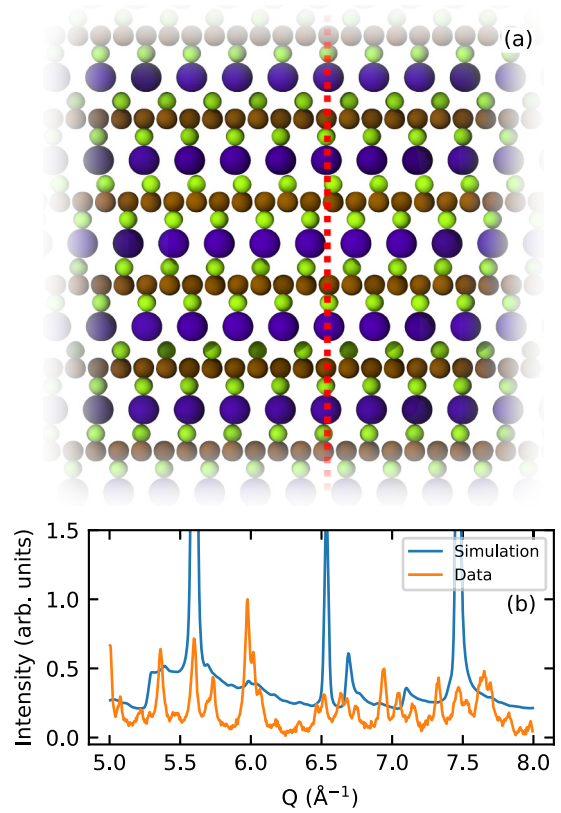 (a)
1.5
1.0
0.5
0.0
Intensity (arb. units)
Simulation
Data
(b)
5.0 5.5 6.0 6.5 7.0 7.5 8.0
Q (Å⁻¹)